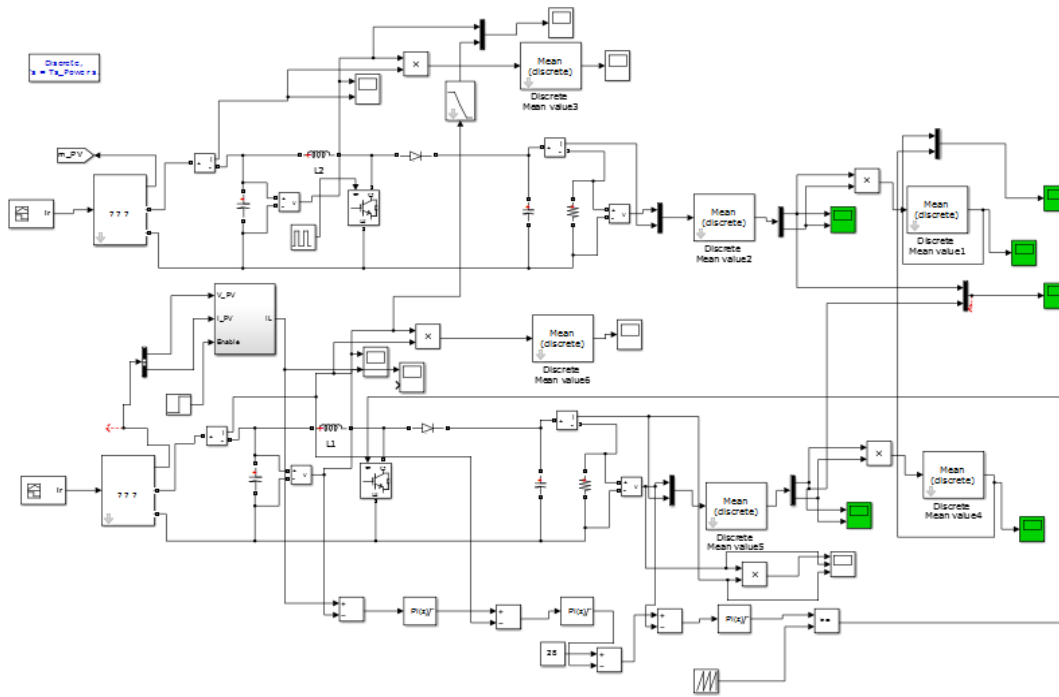 Discrete,
Mean
(discrete)
Discrete
Mean value3
m_PV
L2
Ir
? ? ?
Mean
(discrete)
Discrete
Mean value2
Mean
(discrete)
Discrete
Mean value1
V_PV
I_PV
IL
Enable
Mean
(discrete)
Discrete
Mean value6
L1
Ir
? ? ?
Mean
(discrete)
Discrete
Mean value5
Mean
(discrete)
Discrete
Mean value4
PI(z)
PI(z)
PI(z)